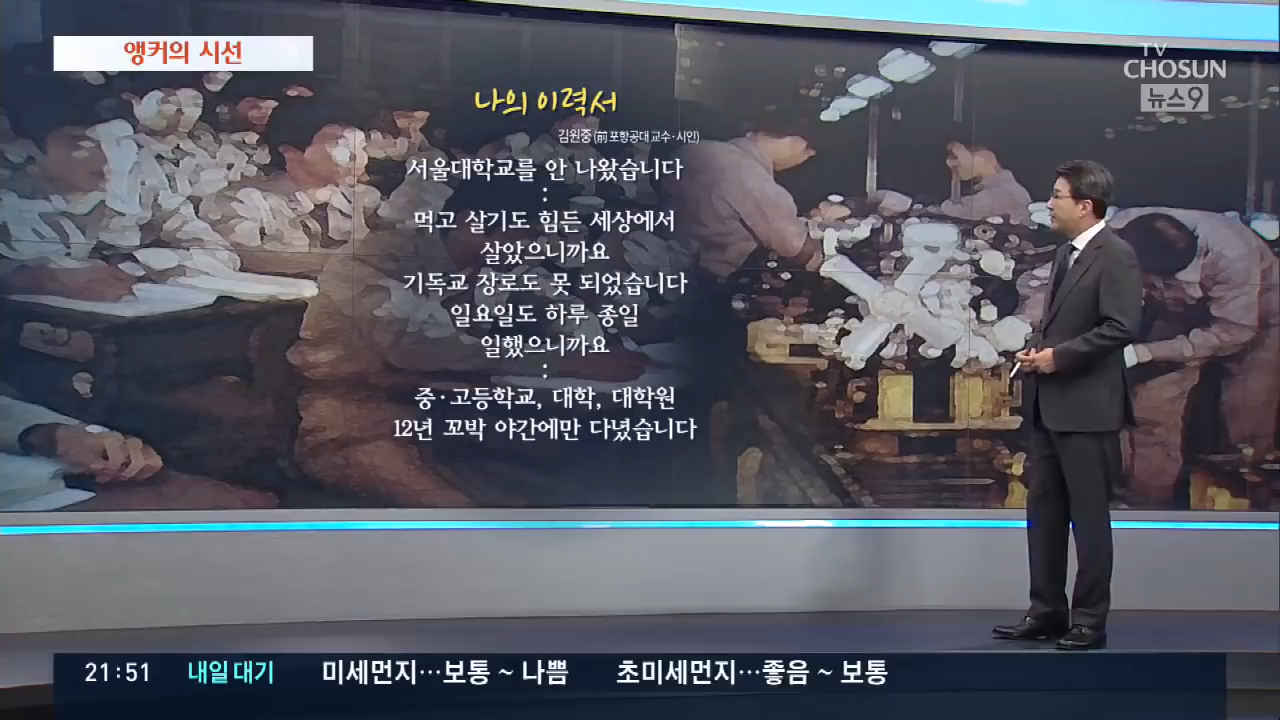 앵커의 시선
TV
CHOSUN
뉴스9
나의 이력서
김원중 (前 포항공대 교수·시인)
서울대학교를 안 나왔습니다
:
먹고 살기도 힘든 세상에서
살았으니까요
기독교 장로도 못 되었습니다
일요일도 하루 종일
일했으니까요
:
중·고등학교, 대학, 대학원
12년 꼬박 야간에만 다녔습니다
21:51 내일 대기 미세먼지…보통 ~ 나쁨 초미세먼지…좋음 ~ 보통